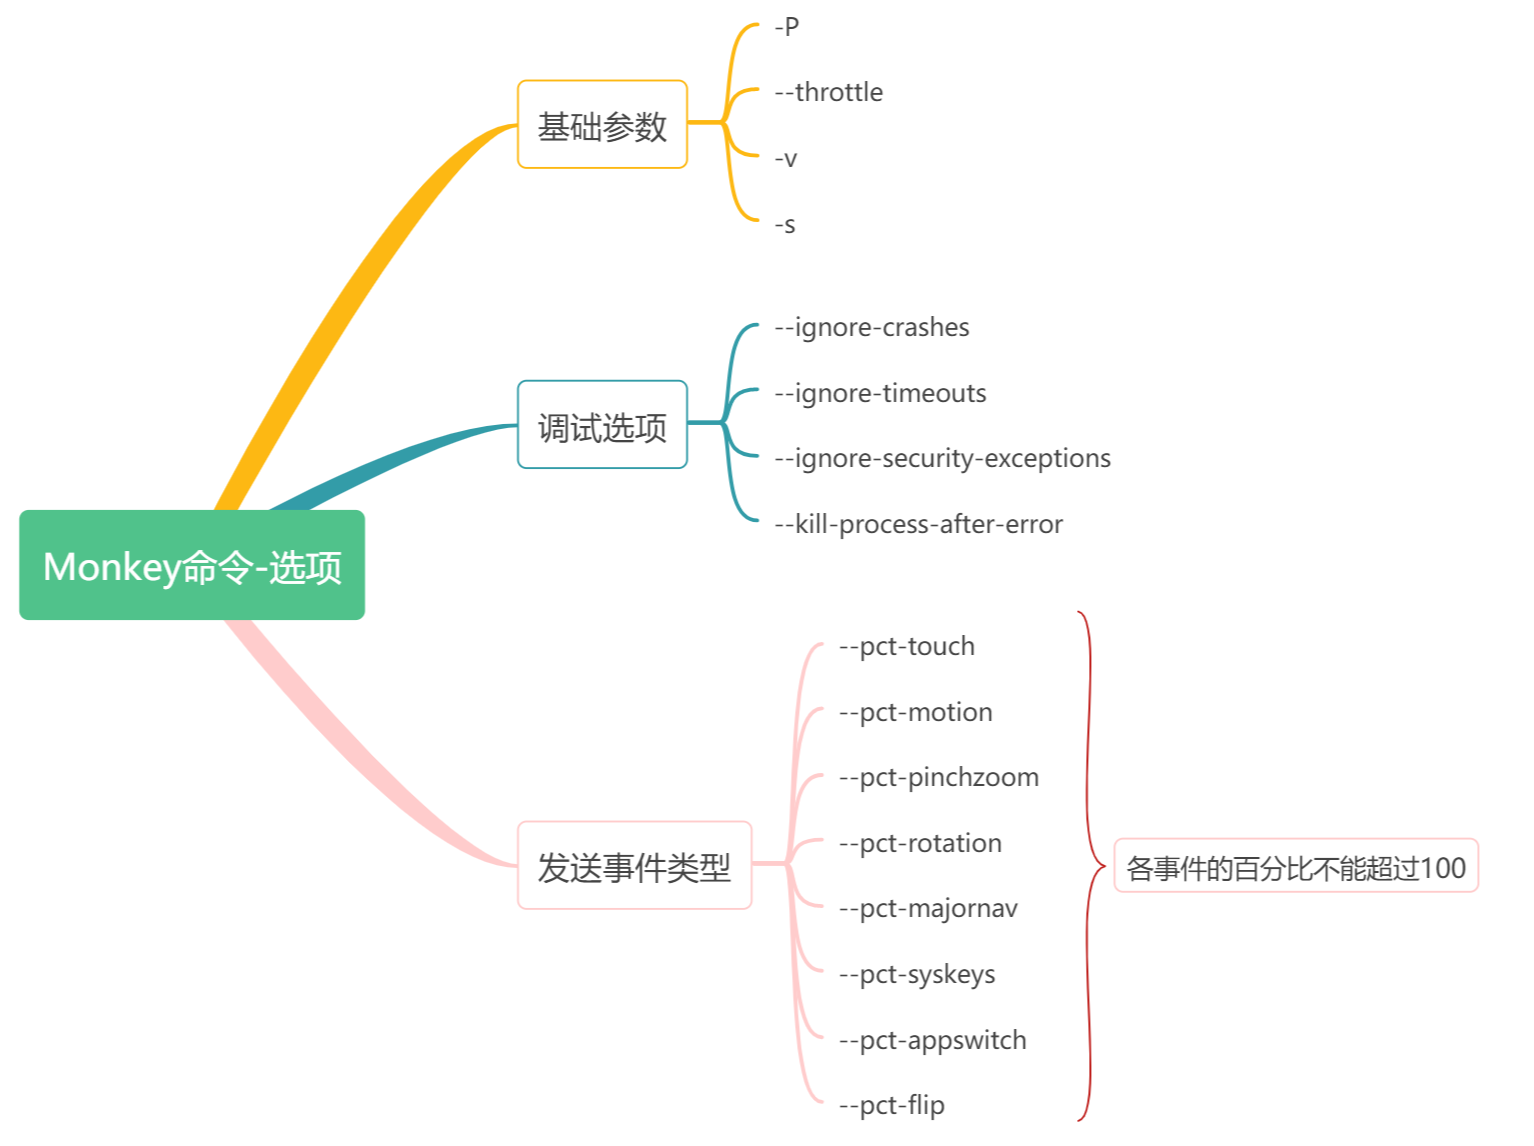 Monkey命令-选项
基础参数
-P
--throttle
-v
-s
调试选项
--ignore-crashes
--ignore-timeouts
--ignore-security-exceptions
--kill-process-after-error
发送事件类型
--pct-touch
--pct-motion
--pct-pinchzoom
--pct-rotation
--pct-majornav
--pct-syskeys
--pct-appswitch
--pct-flip
各事件的百分比不能超过100